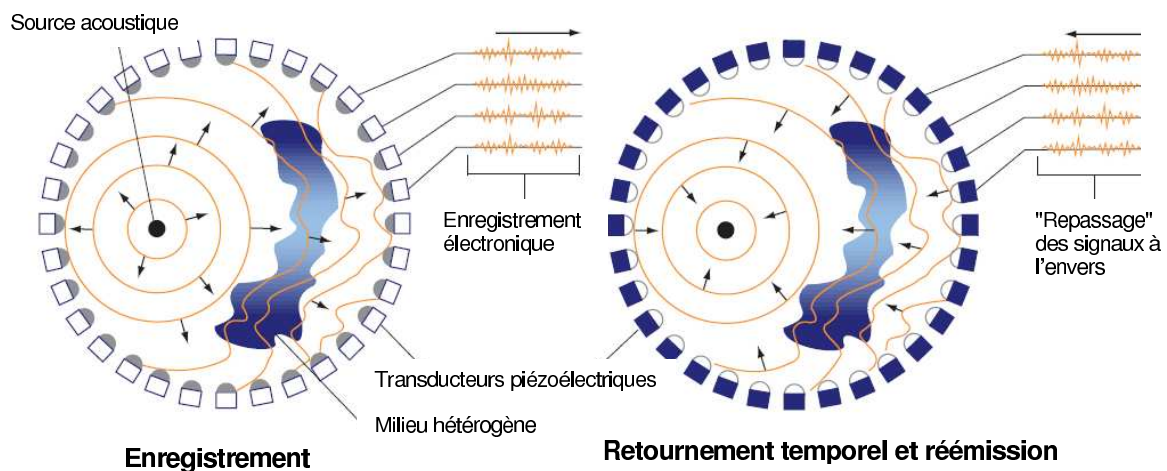 Source acoustique
Enregistrement
électronique
"Repassage"
des signaux à
l'envers
Transducteurs piézoélectriques
Milieu hétérogène
Enregistrement
Retournement temporel et réémission